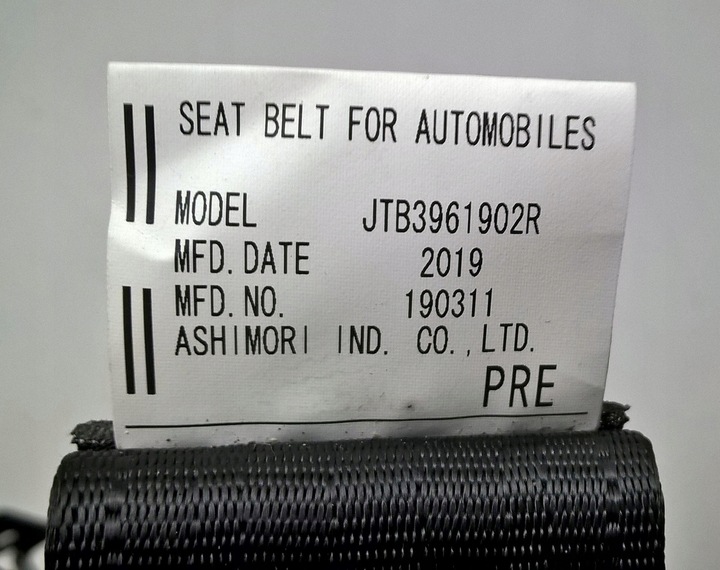 SEAT BELT FOR AUTOMOBILES
MODEL JTB3961902R
MFD. DATE 2019
MFD. NO. 190311
ASHIMORI IND. CO.,LTD.
PRE